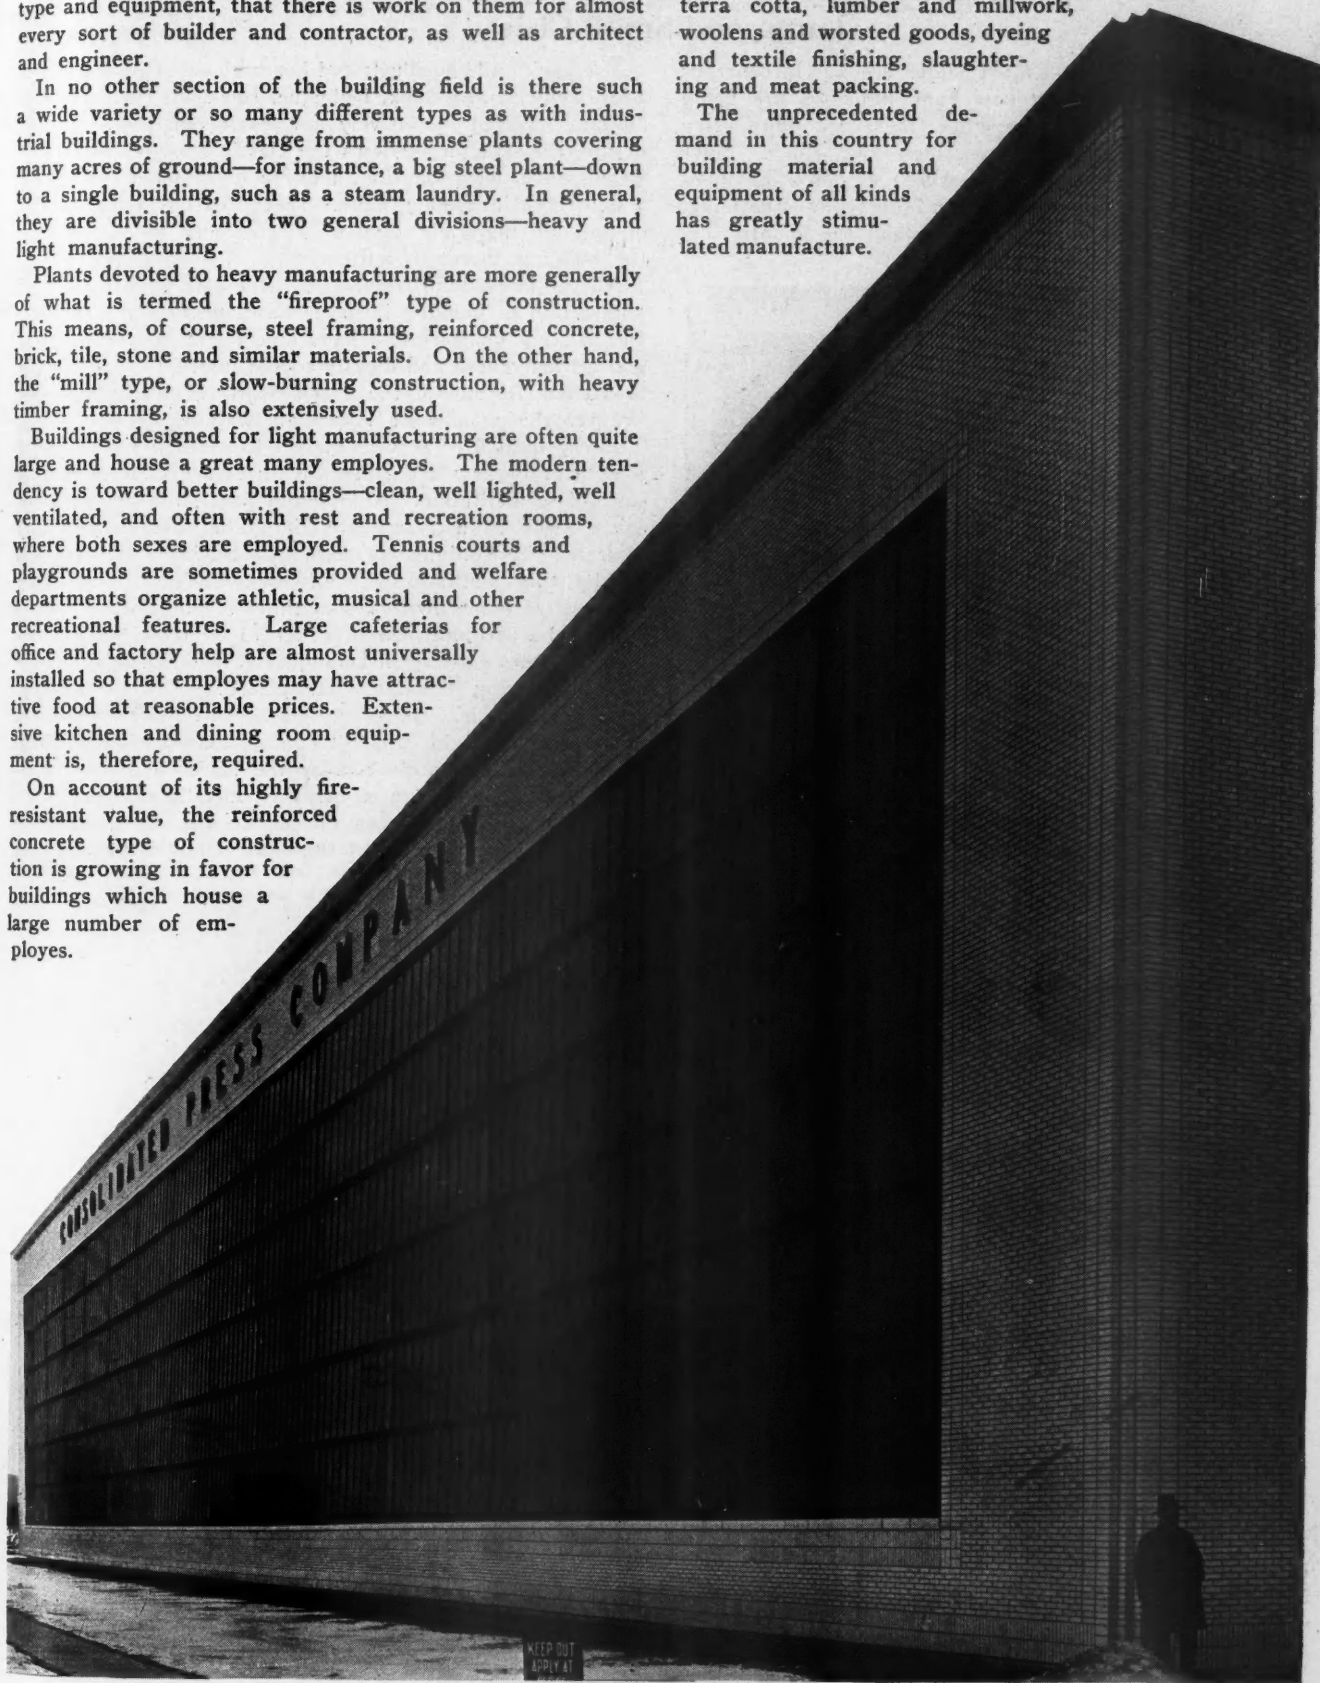 type and equipment, that there is work on them for almost
every sort of builder and contractor, as well as architect
and engineer.
In no other section of the building field is there such
a wide variety or so many different types as with indus-
trial buildings. They range from immense plants covering
many acres of ground—for instance, a big steel plant—down
to a single building, such as a steam laundry. In general,
they are divisible into two general divisions—heavy and
light manufacturing.
Plants devoted to heavy manufacturing are more generally
of what is termed the “fireproof” type of construction.
This means, of course, steel framing, reinforced concrete,
brick, tile, stone and similar materials. On the other hand,
the “mill” type, or slow-burning construction, with heavy
timber framing, is also extensively used.
Buildings designed for light manufacturing are often quite
large and house a great many employes. The modern ten-
dency is toward better buildings—clean, well lighted, well
ventilated, and often with rest and recreation rooms,
where both sexes are employed. Tennis courts and
playgrounds are sometimes provided and welfare
departments organize athletic, musical and other
recreational features. Large cafeterias for
office and factory help are almost universally
installed so that employes may have attrac-
tive food at reasonable prices. Exten-
sive kitchen and dining room equip-
ment is, therefore, required.
On account of its highly fire-
resistant value, the reinforced
concrete type of construc-
tion is growing in favor for
buildings which house a
large number of em-
ployes.
terra cotta, lumber and millwork,
woolens and worsted goods, dyeing
and textile finishing, slaughter-
ing and meat packing.
The unprecedented de-
mand in this country for
building material and
equipment of all kinds
has greatly stimu-
lated manufacture.
CONSOLIDATED PRESS COMPANY
KEEP OUT
APPLY AT